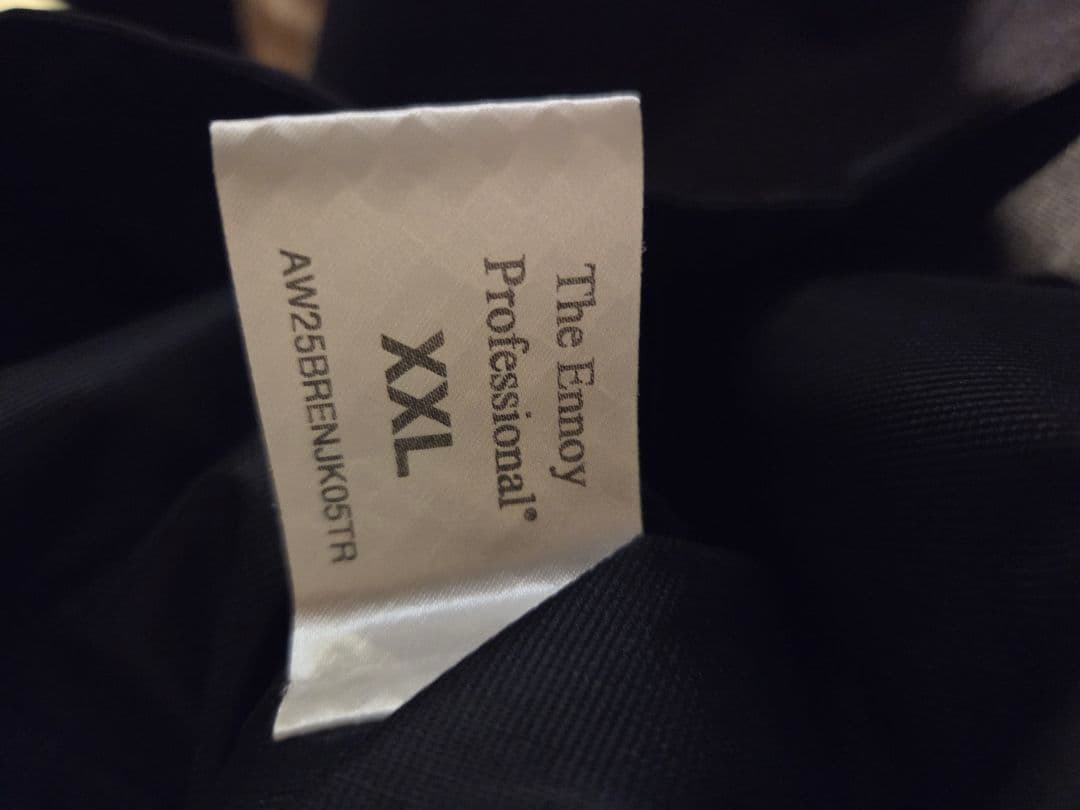 The Ennoy
Professional®
XXL
AW25BRENJK05TR